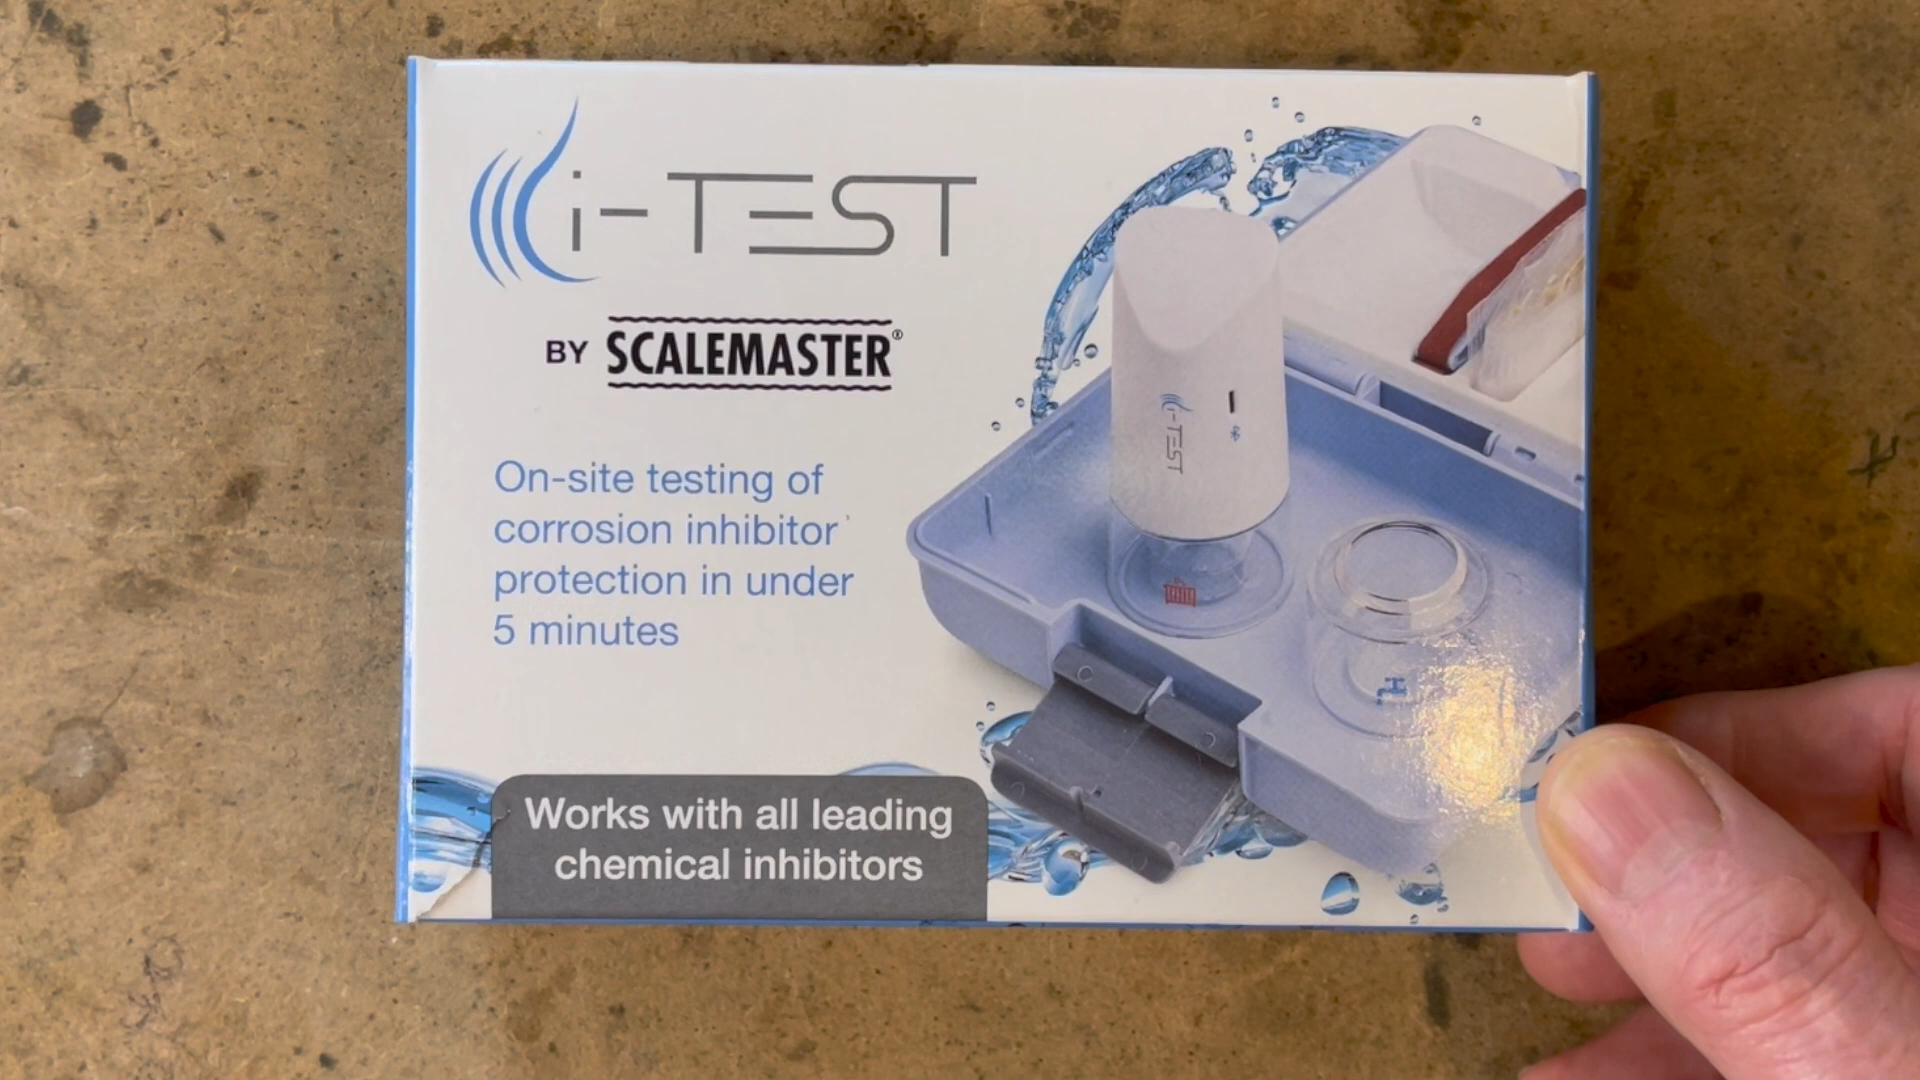 i-TEST
BY SCALEMASTER®
On-site testing of
corrosion inhibitor
protection in under
5 minutes
Works with all leading
chemical inhibitors
i-TEST